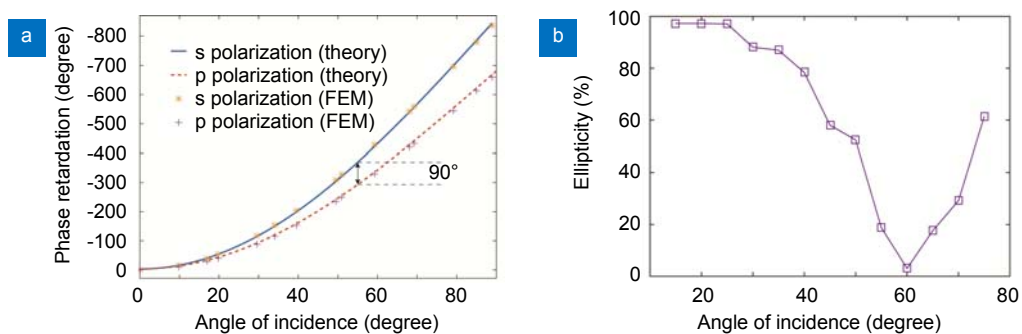 a
Phase retardation (degree)
-800
-700
-600
-500
-400
-300
-200
-100
0
s polarization (theory)
p polarization (theory)
s polarization (FEM)
p polarization (FEM)
90°
0 20 40 60 80
Angle of incidence (degree)
b
Ellipticity (%)
100
80
60
40
20
0
20 40 60 80
Angle of incidence (degree)